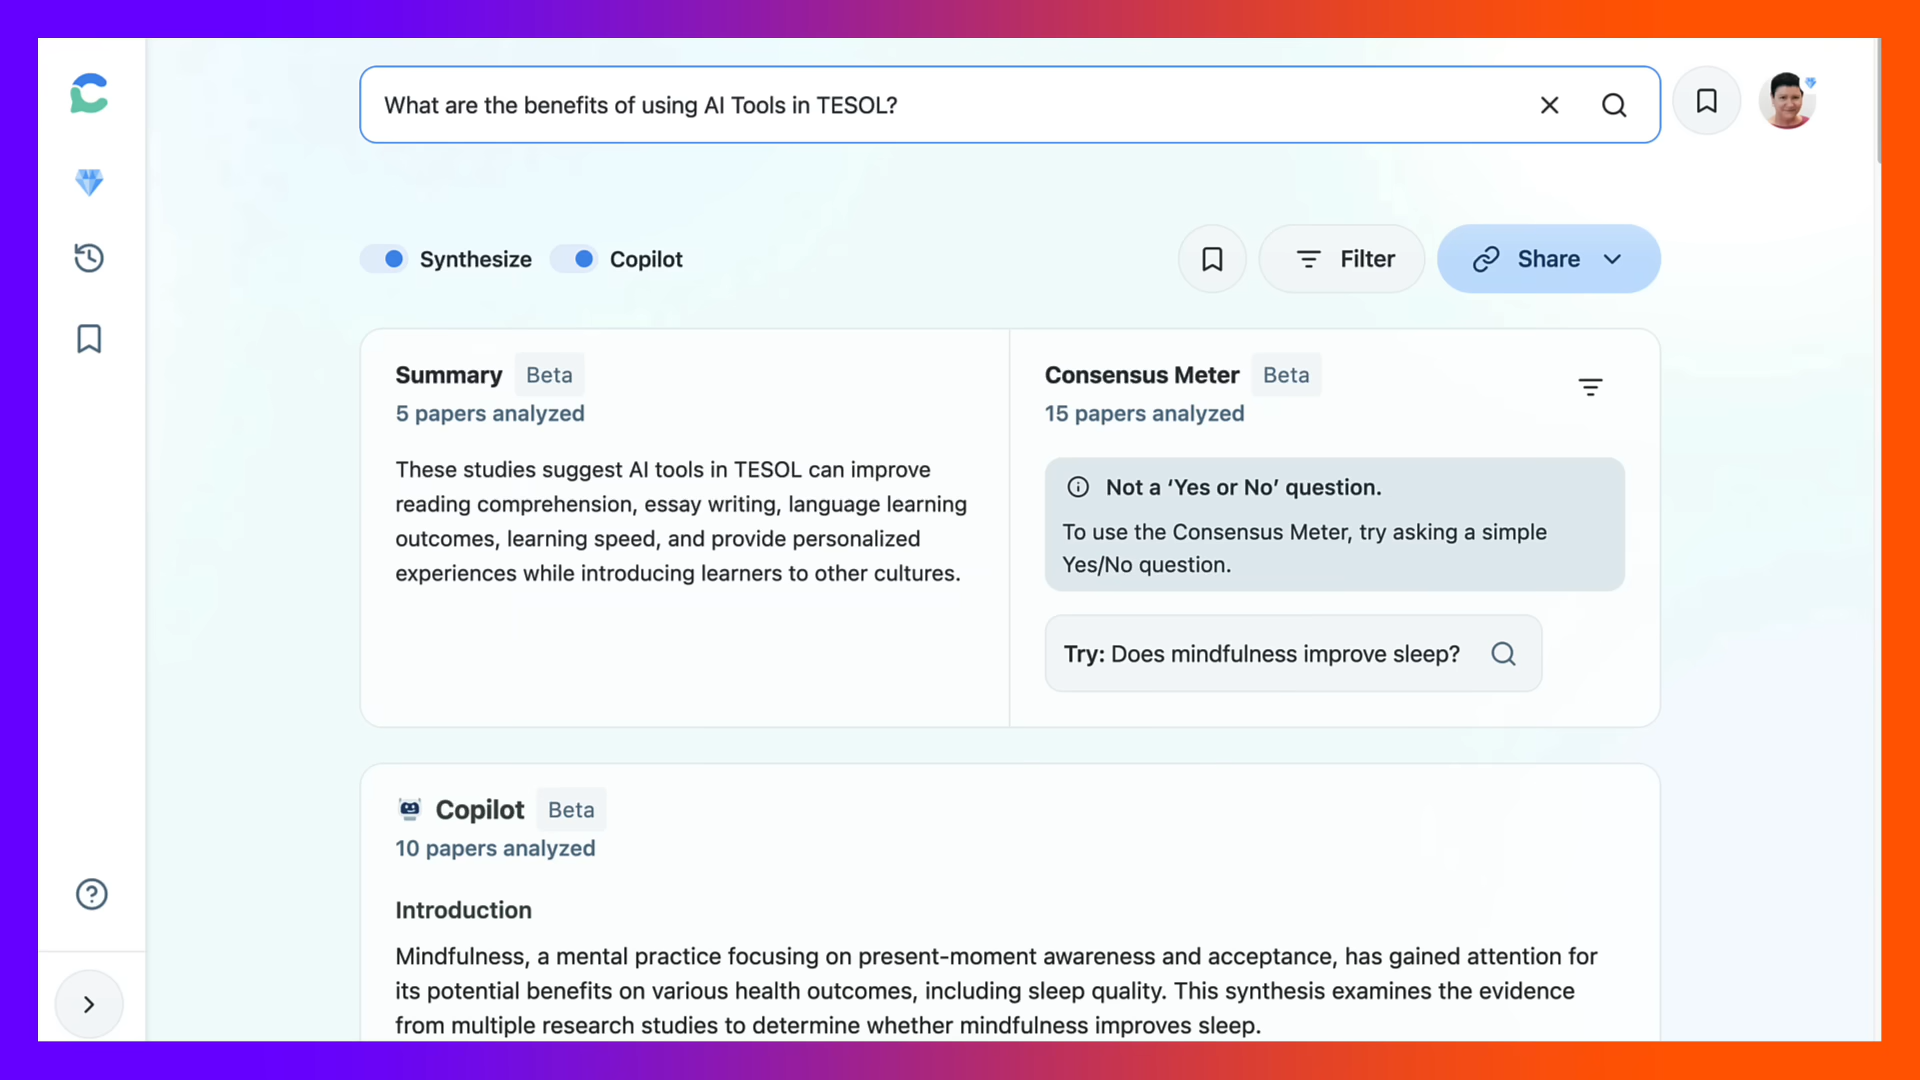 What are the benefits of using AI Tools in TESOL?
Synthesize
Copilot
Filter
Share
Summary Beta
5 papers analyzed
These studies suggest AI tools in TESOL can improve
reading comprehension, essay writing, language learning
outcomes, learning speed, and provide personalized
experiences while introducing learners to other cultures.
Consensus Meter Beta
15 papers analyzed
Not a ‘Yes or No’ question.
To use the Consensus Meter, try asking a simple
Yes/No question.
Try: Does mindfulness improve sleep?
Copilot Beta
10 papers analyzed
Introduction
Mindfulness, a mental practice focusing on present-moment awareness and acceptance, has gained attention for
its potential benefits on various health outcomes, including sleep quality. This synthesis examines the evidence
from multiple research studies to determine whether mindfulness improves sleep.